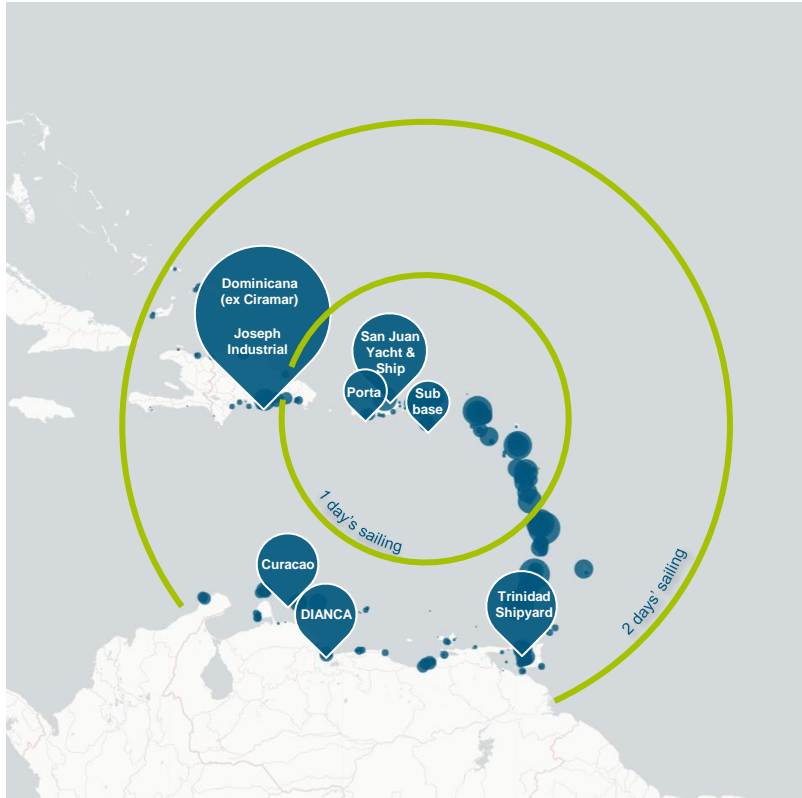 Dominicana
(ex Ciramar)
Joseph
Industrial
San Juan
Yacht &
Ship
Porta
Sub
base
1 day's sailing
Curacao
DIANCA
Trinidad
Shipyard
2 days' sailing